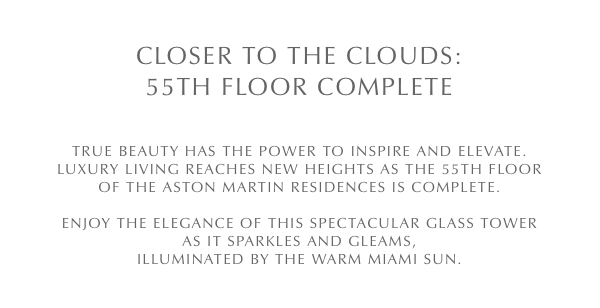 CLOSER TO THE CLOUDS:
55TH FLOOR COMPLETE
TRUE BEAUTY HAS THE POWER TO INSPIRE AND ELEVATE.
LUXURY LIVING REACHES NEW HEIGHTS AS THE 55TH FLOOR
OF THE ASTON MARTIN RESIDENCES IS COMPLETE.
ENJOY THE ELEGANCE OF THIS SPECTACULAR GLASS TOWER
AS IT SPARKLES AND GLEAMS,
ILLUMINATED BY THE WARM MIAMI SUN.